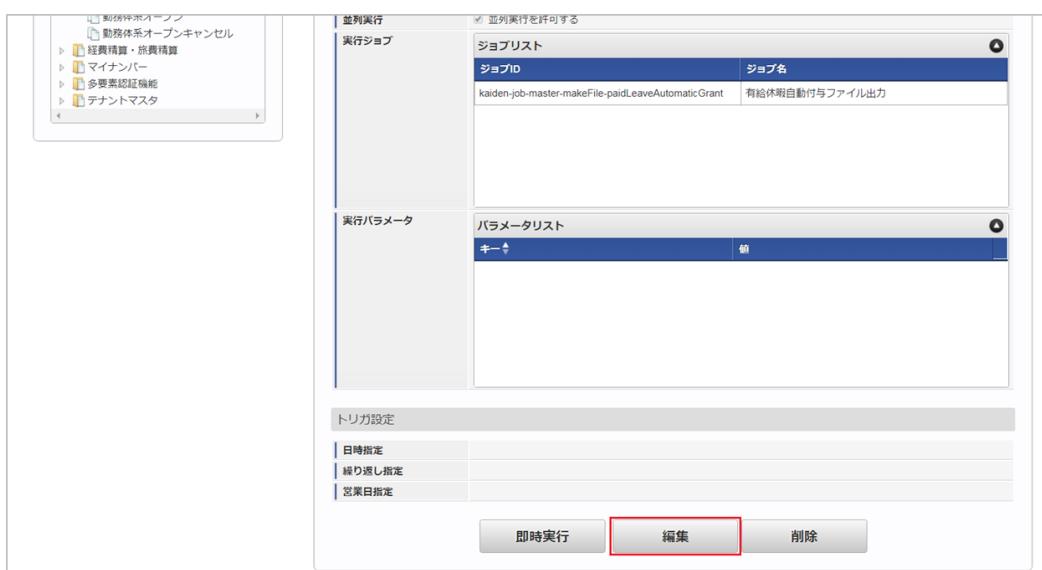 勤務体系オープン
勤務体系オープンキャンセル
経費精算・旅費精算
マイナンバー
多要素認証機能
テナントマスタ
並列実行
並列実行を許可する
実行ジョブ
ジョブリスト
ジョブID ジョブ名
kaiden-job-master-makeFile-paidLeaveAutomaticGrant 有給休暇自動付与ファイル出力
実行パラメータ
パラメータリスト
キー 値
トリガ設定
日時指定
繰り返し指定
営業日指定
即時実行 編集 削除